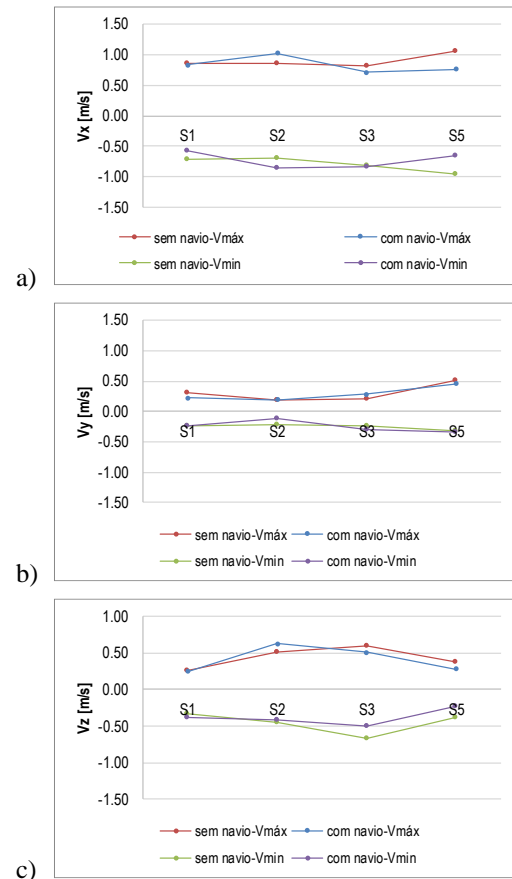 a)
Vx [m/s]
1.50
1.00
0.50
0.00
-0.50
-1.00
-1.50
S1 S2 S3 S5
sem navio-Vmáx com navio-Vmáx
sem navio-Vmin com navio-Vmin
b)
Vy [m/s]
1.50
1.00
0.50
0.00
-0.50
-1.00
-1.50
S1 S2 S3 S5
sem navio-Vmáx com navio-Vmáx
sem navio-Vmin com navio-Vmin
c)
Vz [m/s]
1.00
0.50
0.00
-0.50
-1.00
-1.50
S1 S2 S3 S5
sem navio-Vmáx com navio-Vmáx
sem navio-Vmin com navio-Vmin